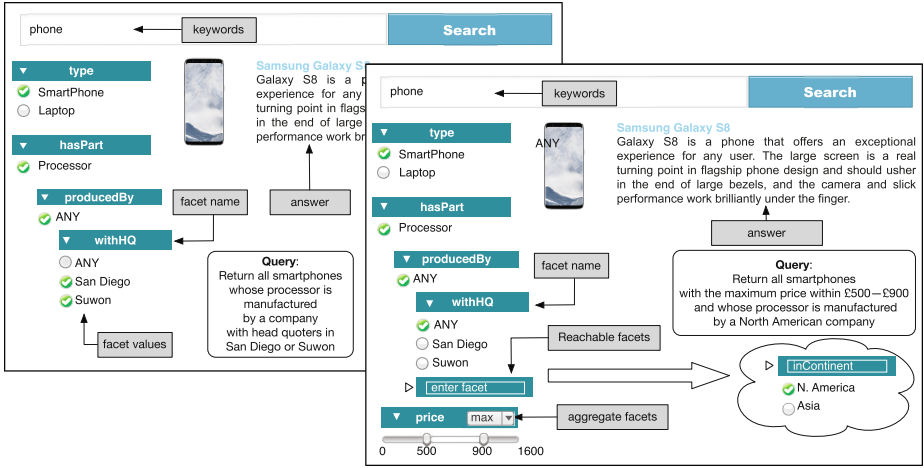 phone
keywords
Search
type
SmartPhone
Laptop
hasPart
Processor
producedBy
ANY
withHQ
ANY
San Diego
Suwon
facet name
facet values
Samsung Galaxy S
Galaxy S8 is a p
experience for any
turning point in flags
in the end of large
performance work br
answer
Query:
Return all smartphones
whose processor is
manufactured
by a company
with head quoters in
San Diego or Suwon
phone
keywords
Search
type
SmartPhone
Laptop
hasPart
Processor
producedBy
ANY
withHQ
ANY
San Diego
Suwon
enter facet
price max
0 500 900 1600
ANY
Samsung Galaxy S8
Galaxy S8 is a phone that offers an exceptional
experience for any user. The large screen is a real
turning point in flagship phone design and should usher
in the end of large bezels, and the camera and slick
performance work brilliantly under the finger.
answer
facet name
Reachable facets
aggregate facets
Query:
Return all smartphones
with the maximum price within £500—£900
and whose processor is manufactured
by a North American company
inContinent
N. America
Asia